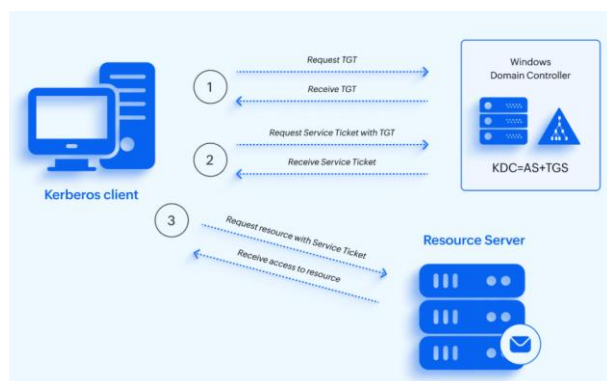 Request TGT
Receive TGT
1
Request Service Ticket with TGT
Receive Service Ticket
2
Windows
Domain Controller
KDC=AS+TGS
Kerberos client
3
Request resource with Service Ticket
Receive access to resource
Resource Server